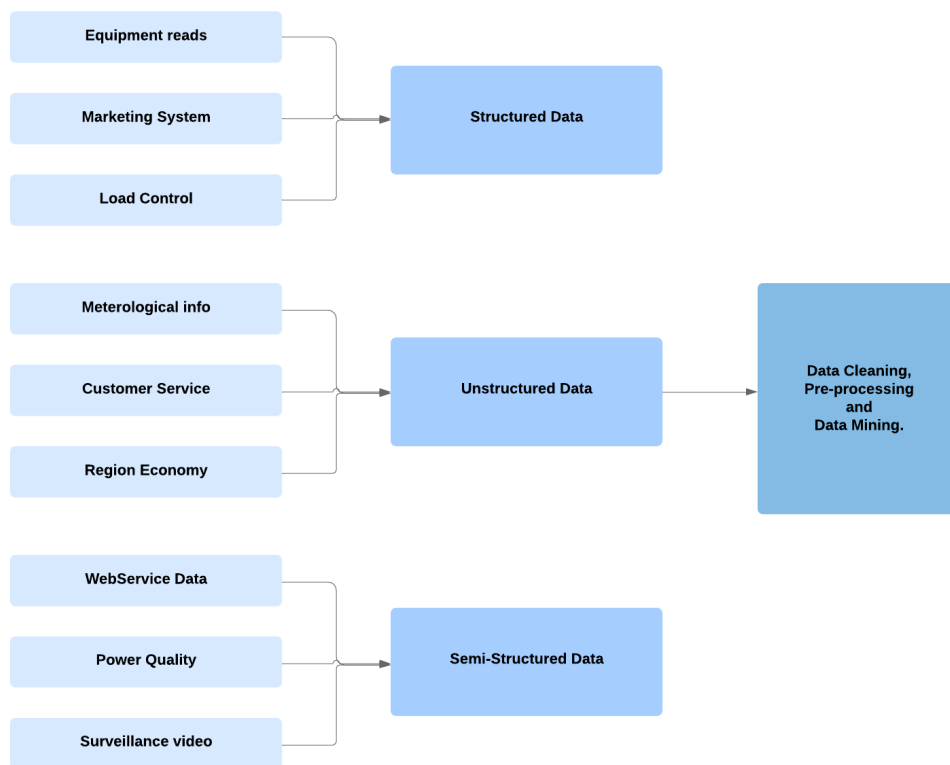 Equipment reads
Marketing System
Load Control
Structured Data
Meterological info
Customer Service
Region Economy
Unstructured Data
Data Cleaning,
Pre-processing
and
Data Mining.
WebService Data
Power Quality
Surveillance video
Semi-Structured Data